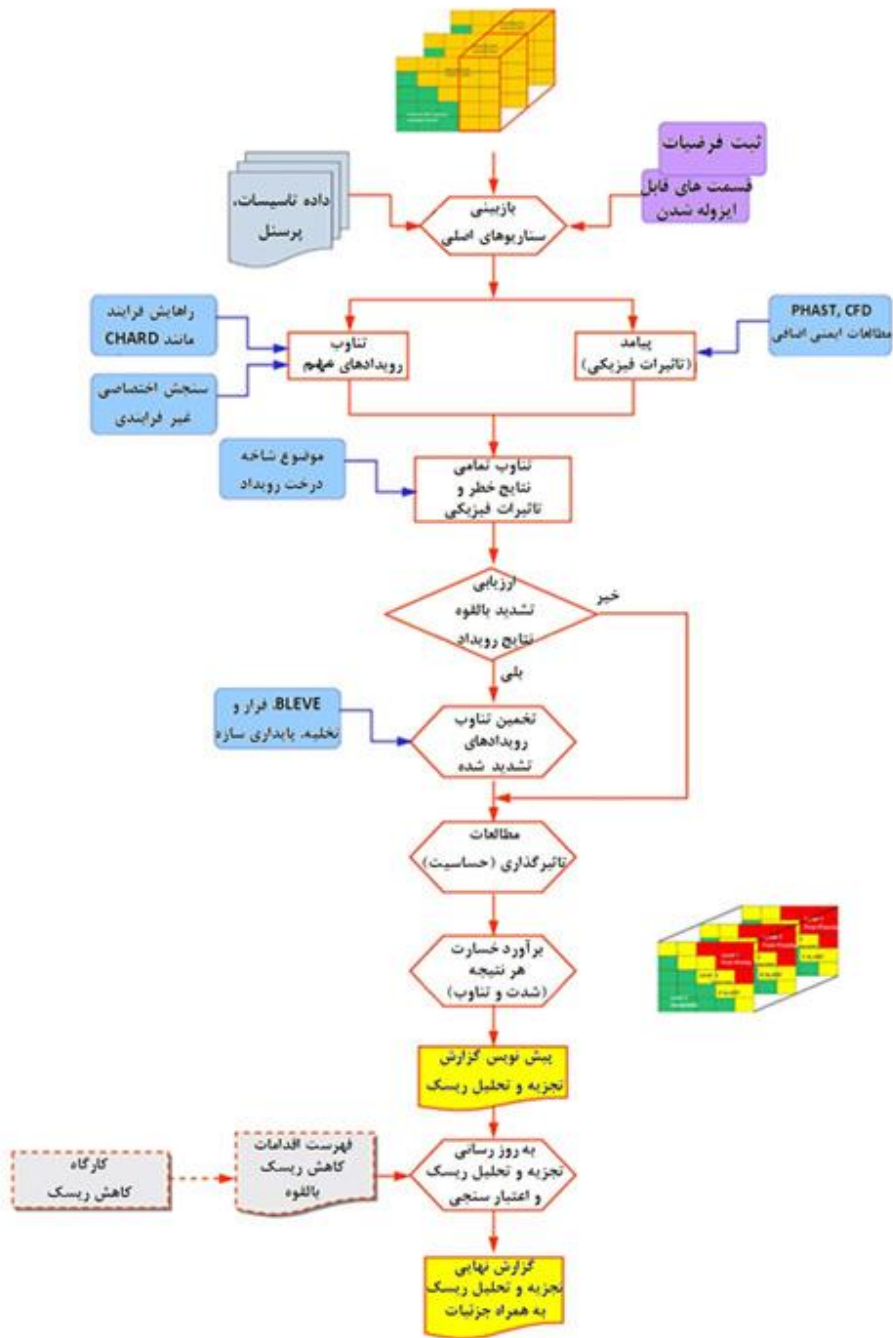 ثبت فرضیات
قسمت های قابل
ایزوله شدن
داده تاسیسات،
پرسنل
بازبینی
سناریوهای اصلی
راهایش فرایند
مانند CHARD
سنجش اختصاصی
غیر فرایندی
تناوب
رویدادهای مهم
پیامد
(تاثیرات فیزیکی)
PHAST, CFD
مطالعات ایمنی اضافی
موضوع شاخه
درخت رویداد
تناوب تمامی
نتایج خطر و
تاثیرات فیزیکی
ارزیابی
تشدید بالقوه
نتایج رویداد
خیر
بلی
BLEVE، فرار و
تخلیه، پایداری سازه
تخمین تناوب
رویدادهای
تشدید شده
مطالعات
تاثیرگذاری (حساسیت)
برآورد خسارت
هر نتیجه
(شدت و تناوب)
پیش نویس گزارش
تجزیه و تحلیل ریسک
کارگاه
کاهش ریسک
فهرست اقدامات
کاهش ریسک
بالقوه
به روز رسانی
تجزیه و تحلیل ریسک
و اعتبار سنجی
گزارش نهایی
تجزیه و تحلیل ریسک
به همراه جزئیات